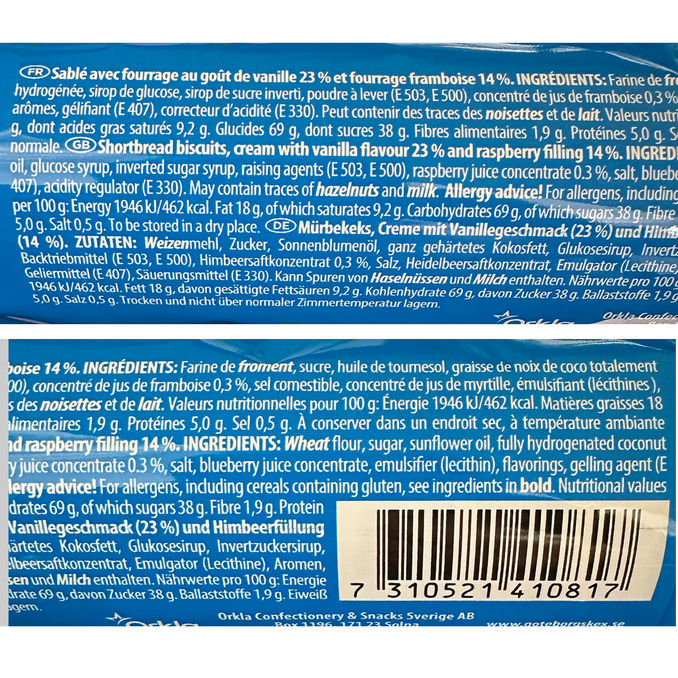 FR Sablé avec fourrage au goût de vanille 23 % et fourrage framboise 14 %. INGRÉDIENTS: Farine de
hydrogénée, sirop de glucose, sirop de sucre inverti, poudre à lever (E 503, E 500), concentré de jus de framboise 0,3 %
arômes, gélifiant (E 407), correcteur d'acidité (E 330). Peut contenir des traces des noisettes et de lait. Valeurs
g, dont acides gras saturés 9,2 g. Glucides 69 g, dont sucres 38 g. Fibres alimentaires 1,9 g. Protéines 5,0 g.
normale. GB Shortbread biscuits, cream with vanilla flavour 23 % and raspberry filling 14 %.
oil, glucose syrup, inverted sugar syrup, raising agents (E 503, E 500), raspberry juice concentrate 0.3 %, salt,
407), acidity regulator (E 330). May contain traces of hazelnuts and milk. Allergy advice! For allergens, including
per 100 g: Energy 1946 kJ/462 kcal. Fat 18 g, of which saturates 9,2 g. Carbohydrates 69 g, of which sugars 38 g. Fibre
5,0 g. Salt 0,5 g. To be stored in a dry place. DE Mürbekeks, Creme mit Vanillegeschmack (23 %) und
(14 %). ZUTATEN: Weizenmehl, Zucker, Sonnenblumenöl, ganz gehärtetes Kokosfett, Glukosesirup,
Backtriebmittel (E 503, E 500), Himbeersaftkonzentrat 0,3 %, Salz, Heidelbeersaftkonzentrat, Emulgator (Lecithine)
Geliermittel (E 407), Säuerungsmittel (E 330). Kann Spuren von Haselnüssen und Milch enthalten. Nährwerte pro 100 g
1946 kJ/462 kcal. Fett 18 g, davon gesättigte Fettsäuren 9,2 g. Kohlenhydrate 69 g, davon Zucker 38 g. Ballaststoffe 1,9 g
5,0 g. Salz 0,5 g. Trocken und nicht über normaler Zimmertemperatur lagern.
Orkla
14 %. INGRÉDIENTS: Farine de froment, sucre, huile de tournesol, graisse de noix de coco totalement
concentré de jus de framboise 0,3 %, sel comestible, concentré de jus de myrtille, émulsifiant (lécithines),
des noisettes et de lait. Valeurs nutritionnelles pour 100 g: Énergie 1946 kJ/462 kcal. Matières grasses 18
alimentaires 1,9 g. Protéines 5,0 g. Sel 0,5 g. À conserver dans un endroit sec, à température ambiante
raspberry filling 14 %. INGREDIENTS: Wheat flour, sugar, sunflower oil, fully hydrogenated coconut
juice concentrate 0.3 %, salt, blueberry juice concentrate, emulsifier (lecithin), flavorings, gelling agent (E
advice! For allergens, including cereals containing gluten, see ingredients in bold. Nutritional values
69 g, of which sugars 38 g. Fibre 1,9 g. Protein
Vanillegeschmack (23 %) und Himbeerfüllung
Kokosfett, Glukosesirup, Invertzuckersirup,
Emulgator (Lecithine), Aromen,
und Milch enthalten. Nährwerte pro 100 g: Energie
69 g, davon Zucker 38 g. Ballaststoffe 1,9 g. Eiweiß
7 310521 410817
Orkla Confectionery & Snacks Sverige AB
Box 1196, 171 23 Solna
www.goteborgskex.se